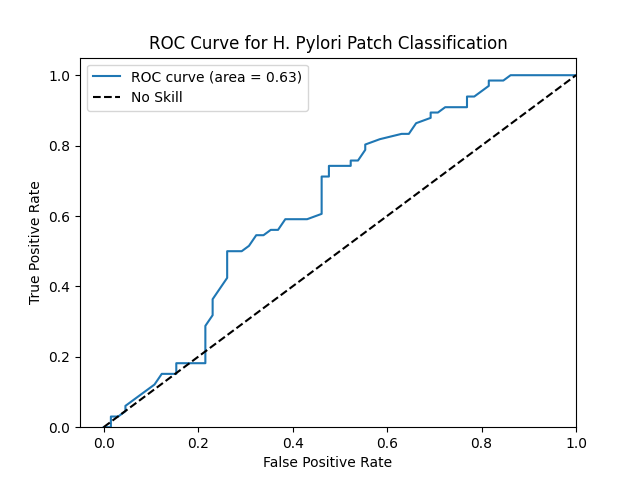 ROC Curve for H. Pylori Patch Classification
ROC curve (area = 0.63)
No Skill
True Positive Rate
1.0
0.8
0.6
0.4
0.2
0.0
0.0 0.2 0.4 0.6 0.8 1.0
False Positive Rate